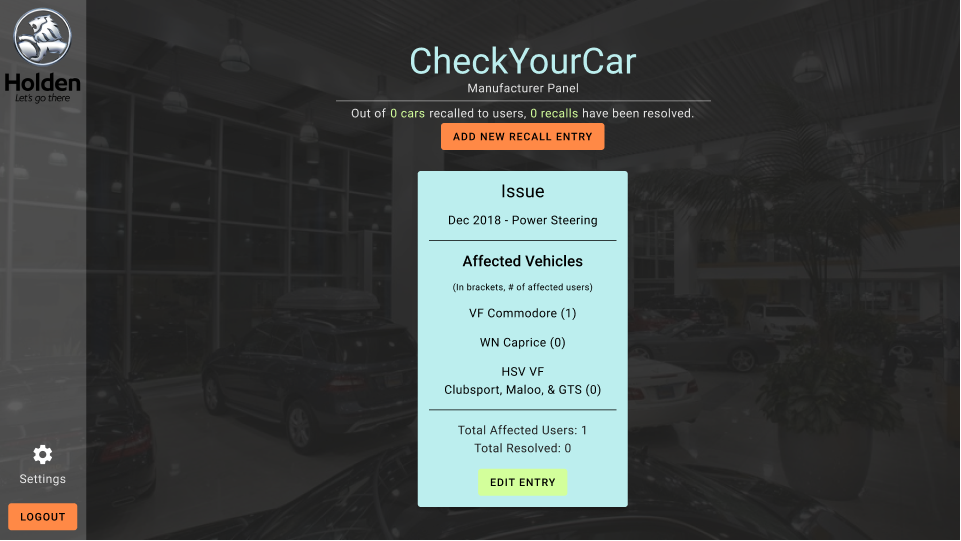 Holden
Let's go there
CheckYourCar
Manufacturer Panel
Out of 0 cars recalled to users, 0 recalls have been resolved.
ADD NEW RECALL ENTRY
Issue
Dec 2018 - Power Steering
Affected Vehicles
(In brackets, # of affected users)
VF Commodore (1)
WN Caprice (0)
HSV VF
Clubsport, Maloo, & GTS (0)
Total Affected Users: 1
Total Resolved: 0
EDIT ENTRY
Settings
LOGOUT